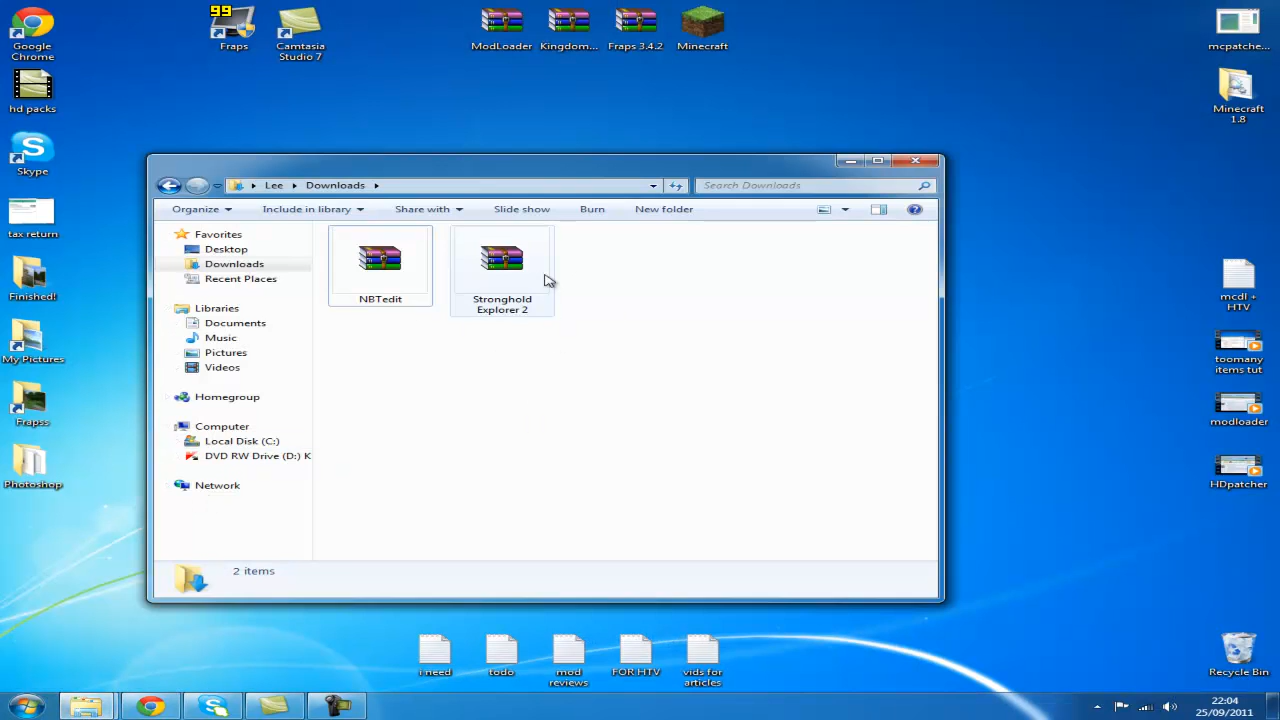 99
Google
Chrome
Fraps
Camtasia
Studio 7
ModLoader
Kingdom...
Fraps 3.4.2
Minecraft
mcpatche...
hd packs
Minecraft
1.8
Skype
tax return
Finished!
My Pictures
Frapss
Photoshop
Lee
Downloads
Search Downloads
Organize
Include in library
Share with
Slide show
Burn
New folder
Favorites
Desktop
Downloads
Recent Places
Libraries
Documents
Music
Pictures
Videos
Homegroup
Computer
Local Disk (C:)
DVD RW Drive (D:) K
Network
NBTedit
Stronghold
Explorer 2
2 items
mcdl +
HTV
toomany
items tut
modloader
HDpatcher
i need
todo
mod
reviews
FOR HTV
vids for
articles
Recycle Bin
22:04
25/09/2011